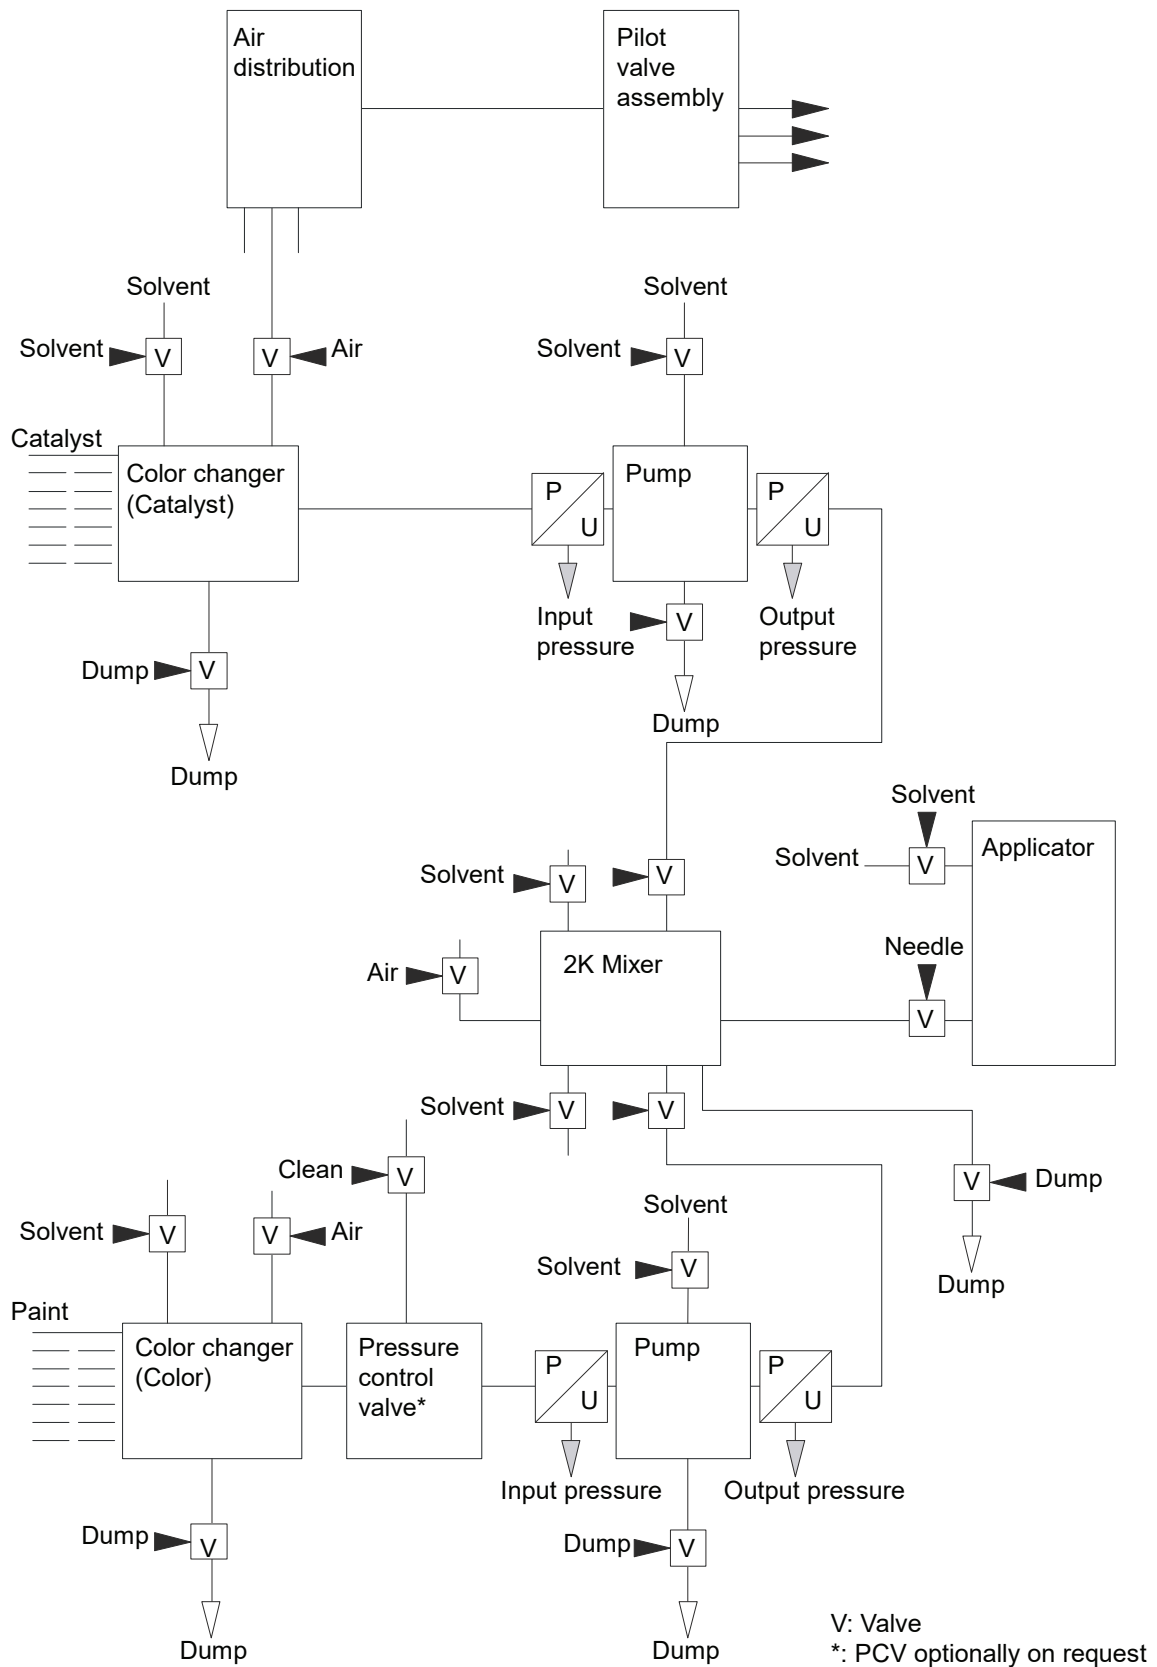 Air
distribution
Pilot
valve
assembly
Solvent
Solvent
Solvent
V
V
Air
Solvent
V
Catalyst
Color changer
(Catalyst)
P
U
Pump
P
U
Input
pressure
V
Output
pressure
Dump
V
Dump
Dump
Solvent
Solvent
V
Applicator
Solvent
V
V
Needle
Air
V
2K Mixer
V
Solvent
V
V
Clean
V
V
Dump
Solvent
Solvent
V
V
Air
Solvent
V
Dump
Paint
Color changer
(Color)
Pressure
control
valve*
P
U
Pump
P
U
Input pressure
Output pressure
Dump
V
Dump
V
Dump
Dump
V: Valve
*: PCV optionally on request